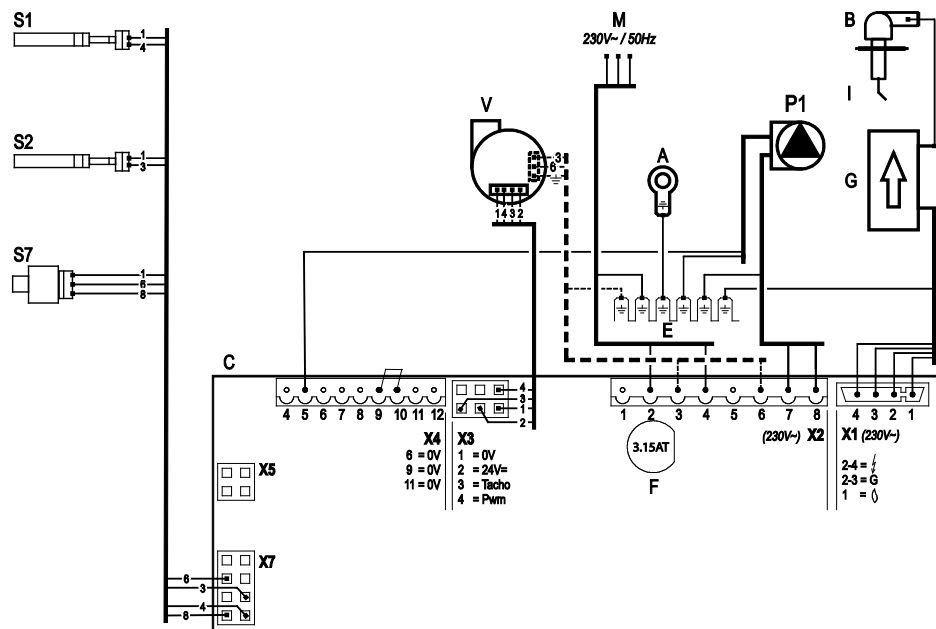 S1
1
4
S2
1
3
S7
1
6
8
V
3
6
1 4 3 2
M
230V~ / 50Hz
A
P1
B
I
G
E
C
4 5 6 7 8 9 10 11 12
X4
6 = 0V
9 = 0V
11 = 0V
4
3
1
2
X3
1 = 0V
2 = 24V=
3 = Tacho
4 = Pwm
1 2 3 4 5 6 7 8
(230V~) X2
3.15AT
F
4 3 2 1
X1 (230V~)
2-4 =
2-3 = G
1 =
X5
X7
6
3
4
8